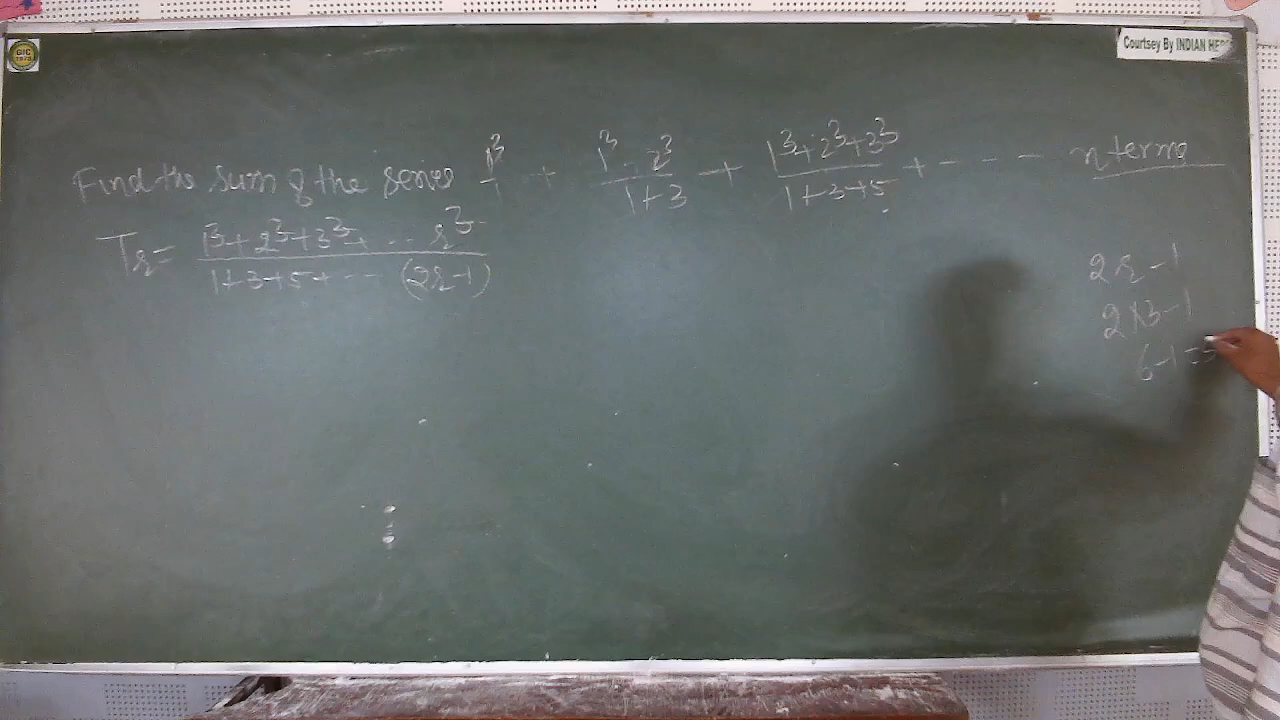 Courtsey By INDIAN HER
GIC
Find the sum of the series 1³/1 + 1³+2³/1+3 + 1³+2³+3³/1+3+5 + - - - - n terms
Tr = 1³+2³+3³+ .. r³/1+3+5+ --- (2r-1)
2r-1
2×3-1
6-1=5